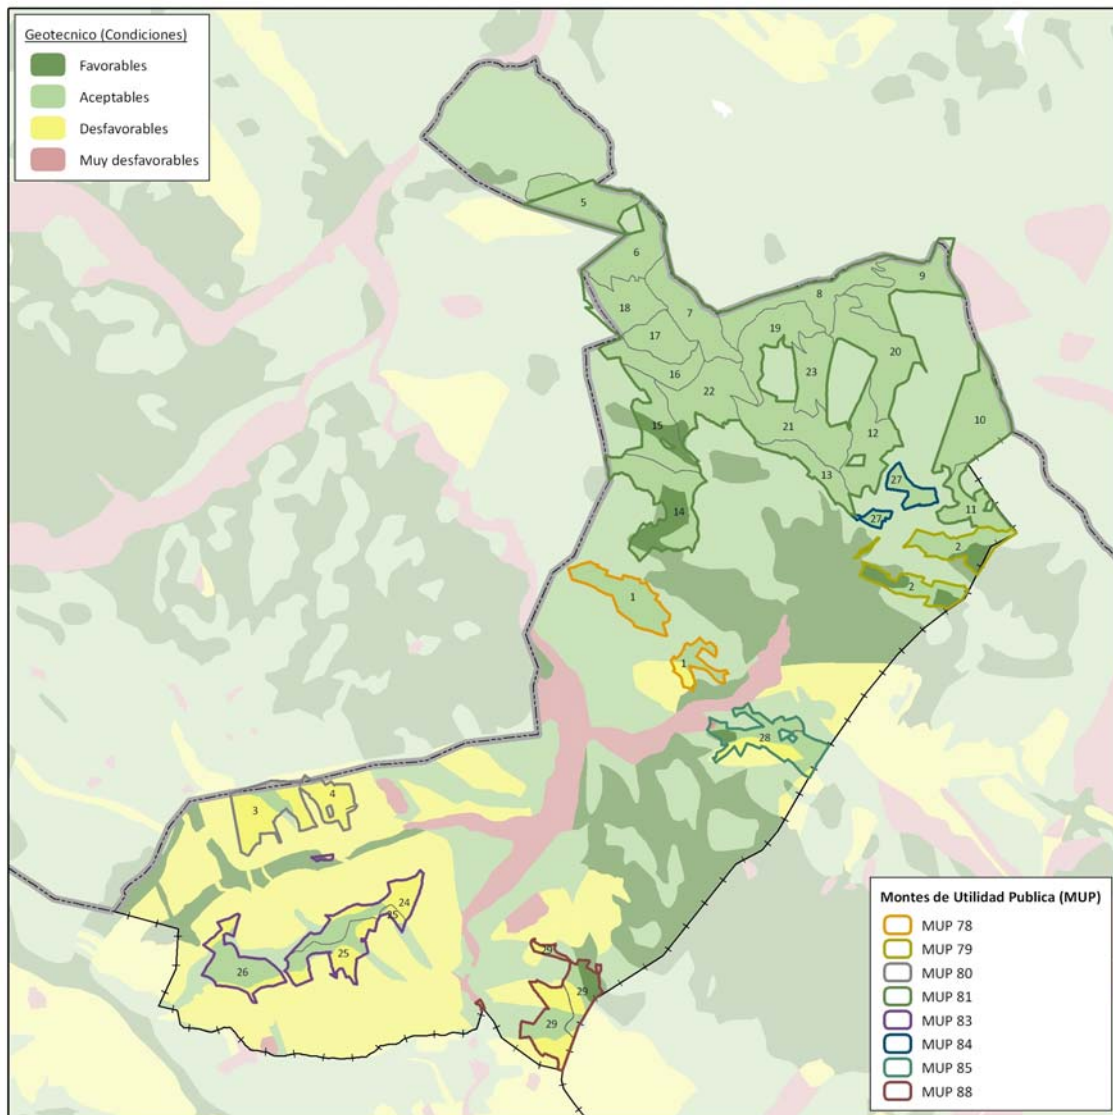 Geotecnico (Condiciones)
Favorables
Aceptables
Desfavorables
Muy desfavorables
5
6
9
8
18
7
19
17
20
23
16
22
10
15
21
12
13
27
14
27
11
2
2
1
1
28
4
3
24
25
25
26
29
29
29
Montes de Utilidad Publica (MUP)
MUP 78
MUP 79
MUP 80
MUP 81
MUP 83
MUP 84
MUP 85
MUP 88